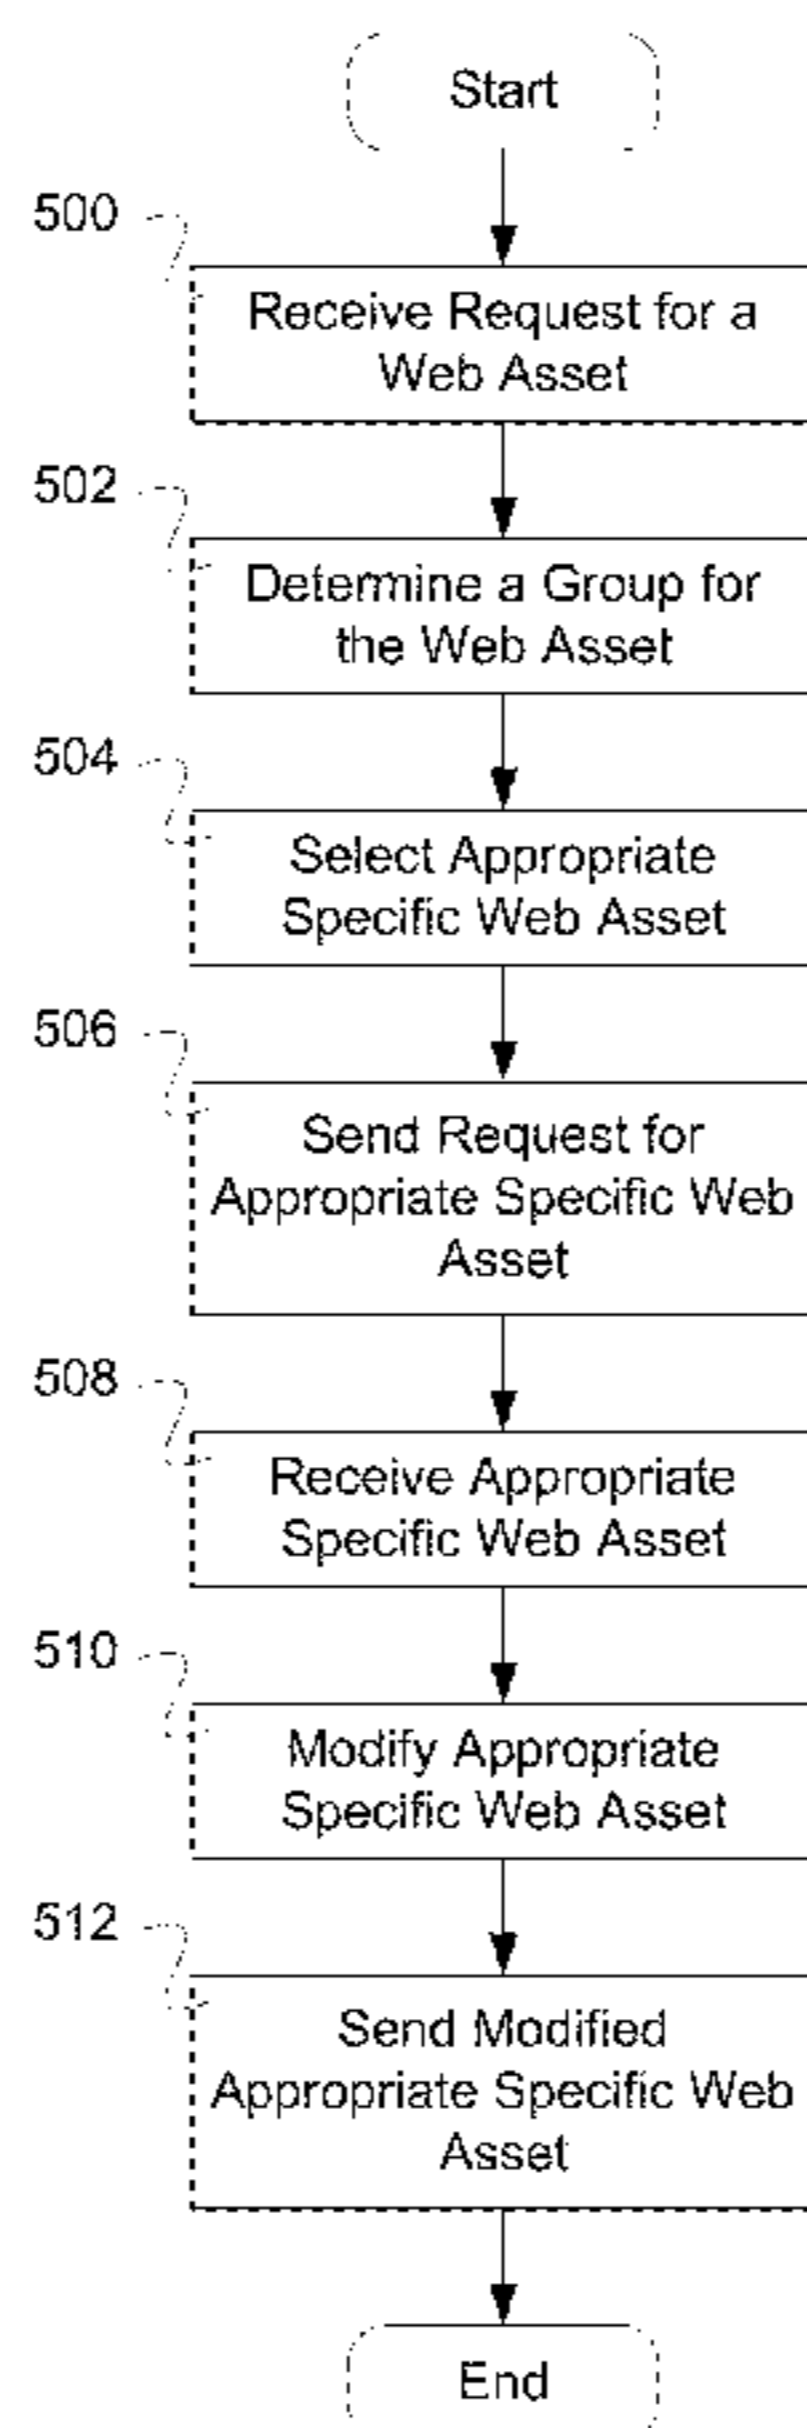 Start
500
Receive Request for a
Web Asset
502
Determine a Group for
the Web Asset
504
Select Appropriate
Specific Web Asset
506
Send Request for
Appropriate Specific Web
Asset
508
Receive Appropriate
Specific Web Asset
510
Modify Appropriate
Specific Web Asset
512
Send Modified
Appropriate Specific Web
Asset
End